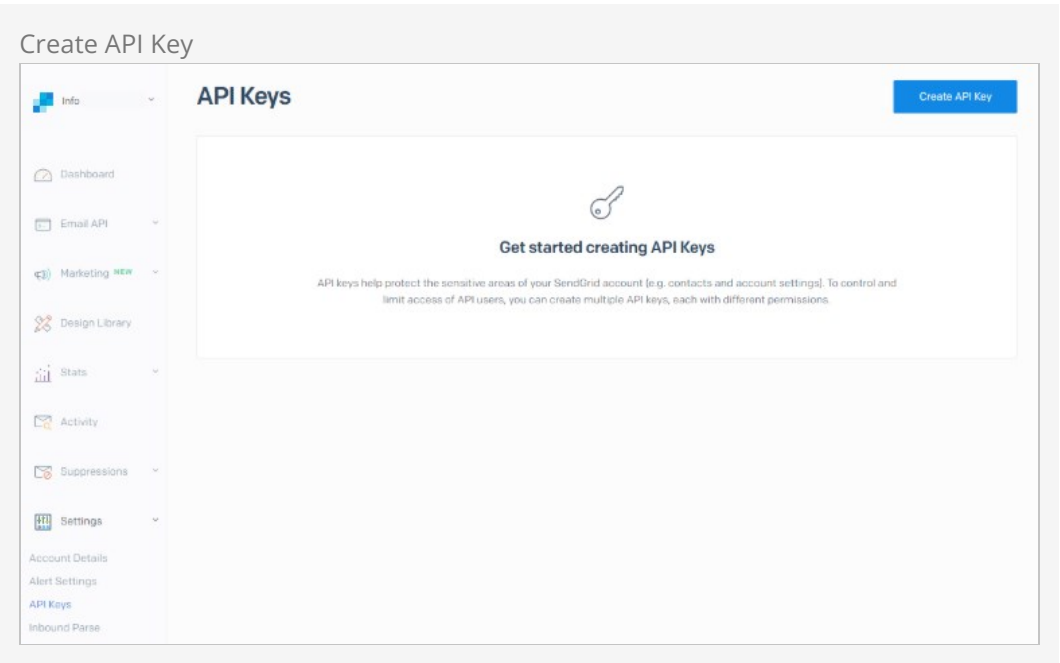 Create API Key
Info
API Keys
Create API Key
Dashboard
Email API
Marketing NEW
Design Library
Stats
Activity
Suppressions
Settings
Account Details
Alert Settings
API Keys
Inbound Parse
Get started creating API Keys
API keys help protect the sensitive areas of your SendGrid account (e.g. contacts and account settings). To control and
limit access of API users, you can create multiple API keys, each with different permissions.